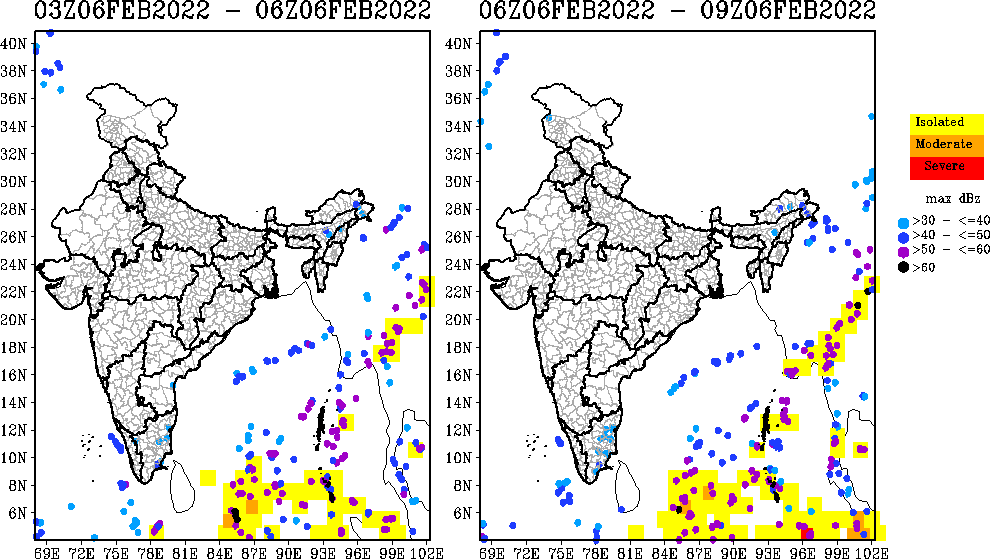 03Z06FEB2022 - 06Z06FEB2022
06Z06FEB2022 - 09Z06FEB2022
40N
38N
36N
34N
32N
30N
28N
26N
24N
22N
20N
18N
16N
14N
12N
10N
8N
6N
69E 72E 75E 78E 81E 84E 87E 90E 93E 96E 99E 102E
40N
38N
36N
34N
32N
30N
28N
26N
24N
22N
20N
18N
16N
14N
12N
10N
8N
6N
69E 72E 75E 78E 81E 84E 87E 90E 93E 96E 99E 102E
Isolated
Moderate
Severe
max dBz
>30 - <=40
>40 - <=50
>50 - <=60
>60